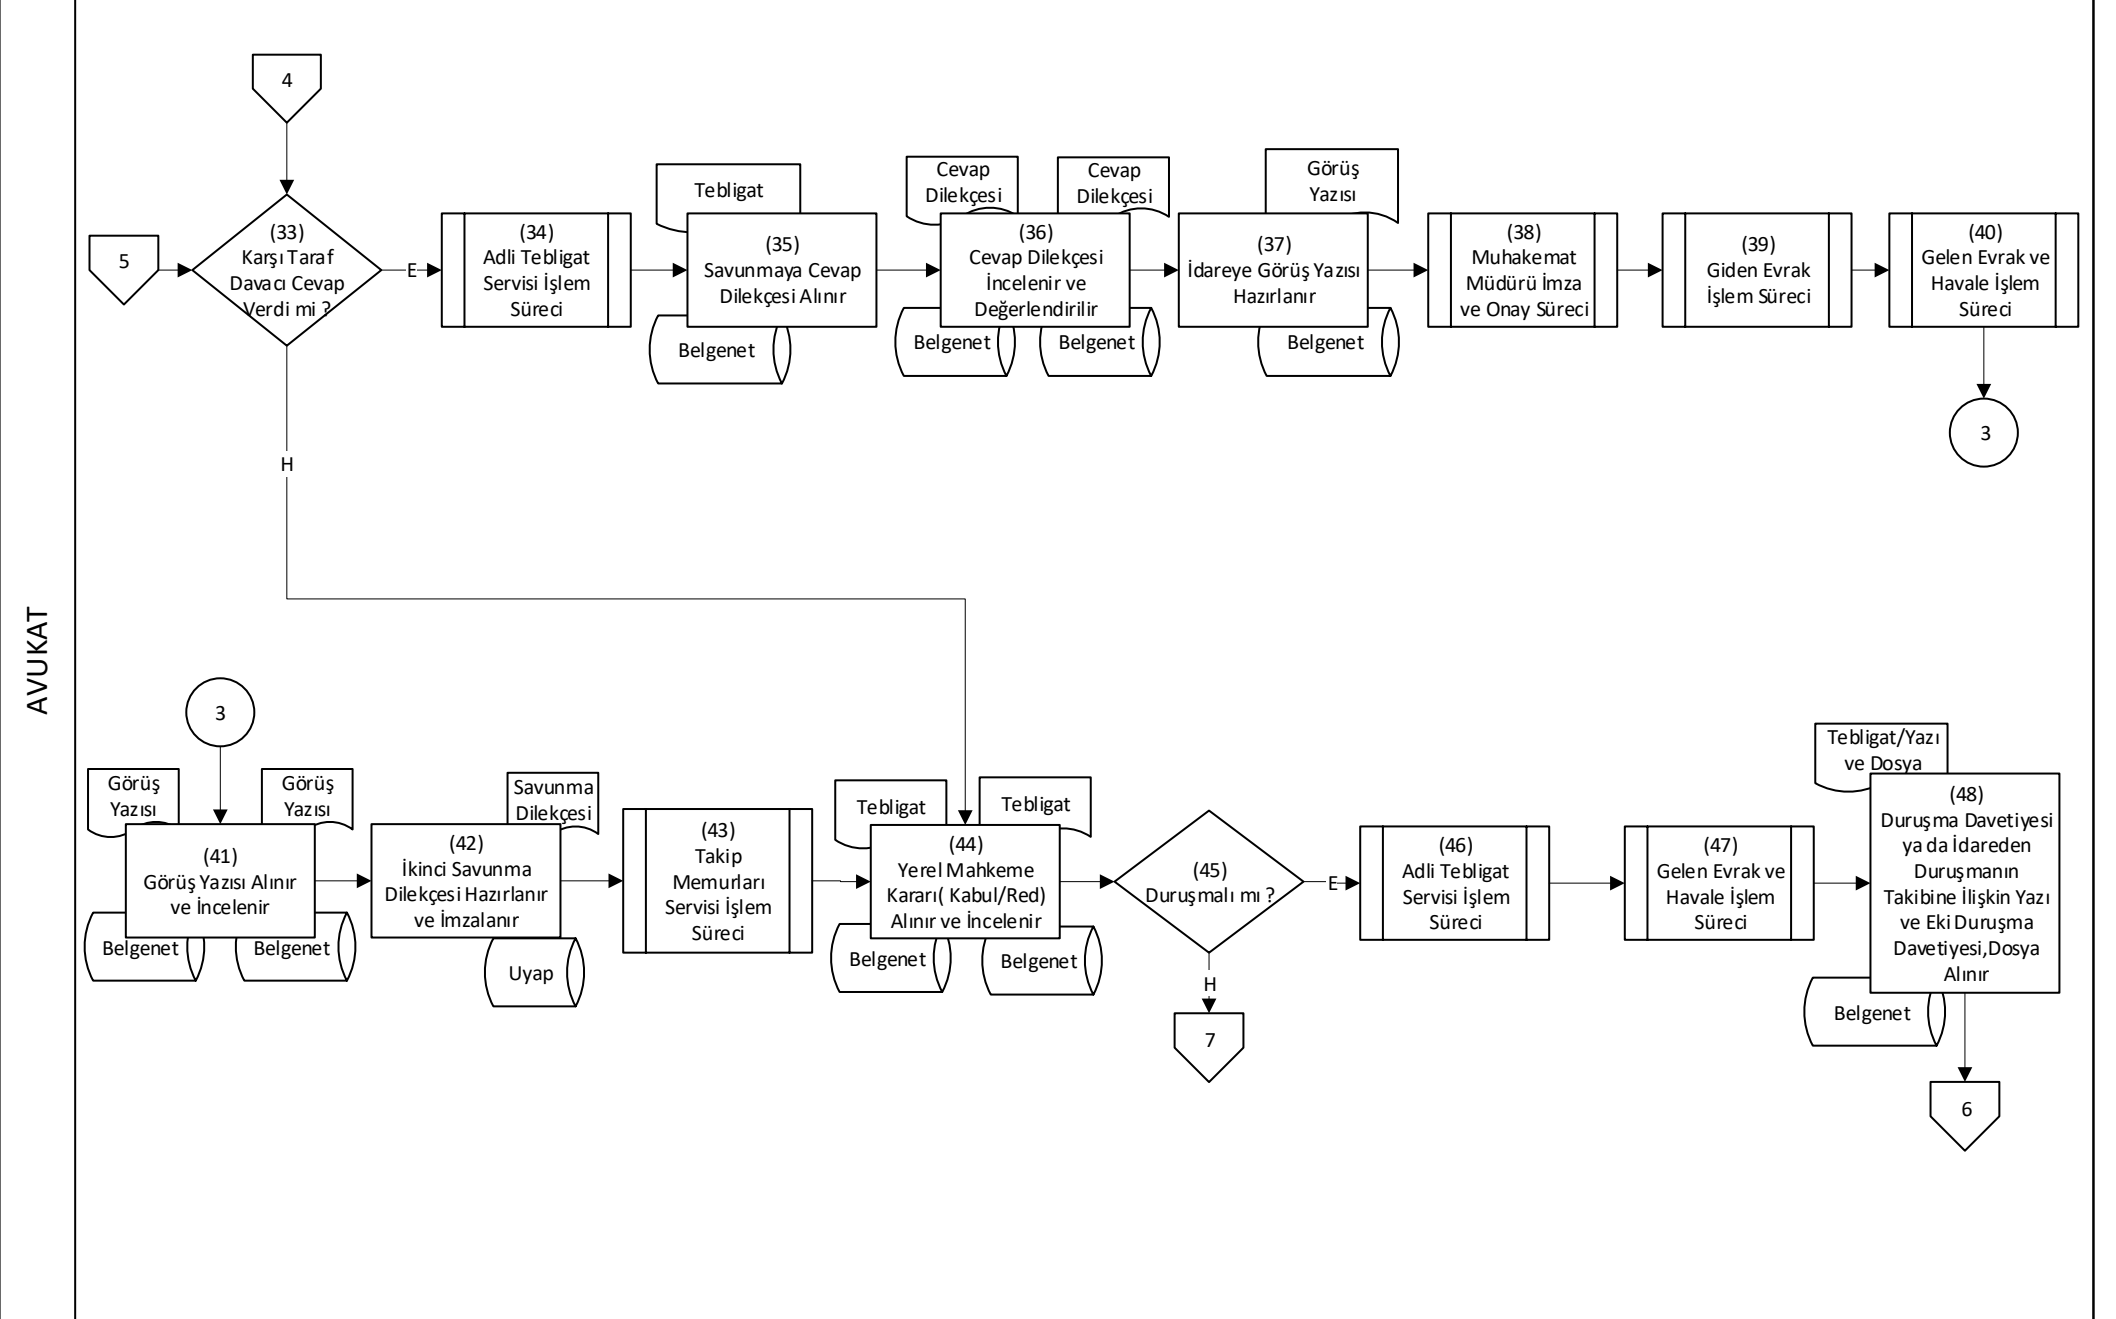 AVUKAT
4
5
(33)
Karşı Taraf
Davacı Cevap
Verdi mi ?
E
H
(34)
Adli Tebligat
Servisi İşlem
Süreci
Tebligat
(35)
Savunmaya Cevap
Dilekçesi Alınır
Belgenet
Cevap
Dilekçesi
Cevap
Dilekçesi
(36)
Cevap Dilekçesi
İncelenir ve
Değerlendirilir
Belgenet
Belgenet
Görüş
Yazısı
(37)
İdareye Görüş Yazısı
Hazırlanır
Belgenet
(38)
Muhakemat
Müdürü İmza
ve Onay Süreci
(39)
Giden Evrak
İşlem Süreci
(40)
Gelen Evrak ve
Havale İşlem
Süreci
3
3
Görüş
Yazısı
Görüş
Yazısı
(41)
Görüş Yazısı Alınır
ve İncelenir
Belgenet
Belgenet
Savunma
Dilekçesi
(42)
İkinci Savunma
Dilekçesi Hazırlanır
ve İmzalanır
Uyap
(43)
Takip
Memurları
Servisi İşlem
Süreci
Tebligat
Tebligat
(44)
Yerel Mahkeme
Kararı( Kabul/Red)
Alınır ve İncelenir
Belgenet
Belgenet
(45)
Duruşmalı mı ?
E
H
7
(46)
Adli Tebligat
Servisi İşlem
Süreci
(47)
Gelen Evrak ve
Havale İşlem
Süreci
Tebligat/Yazı
ve Dosya
(48)
Duruşma Davetiyesi
ya da İdareden
Duruşmanın
Takibine İlişkin Yazı
ve Eki Duruşma
Davetiyesi,Dosya
Alınır
Belgenet
6